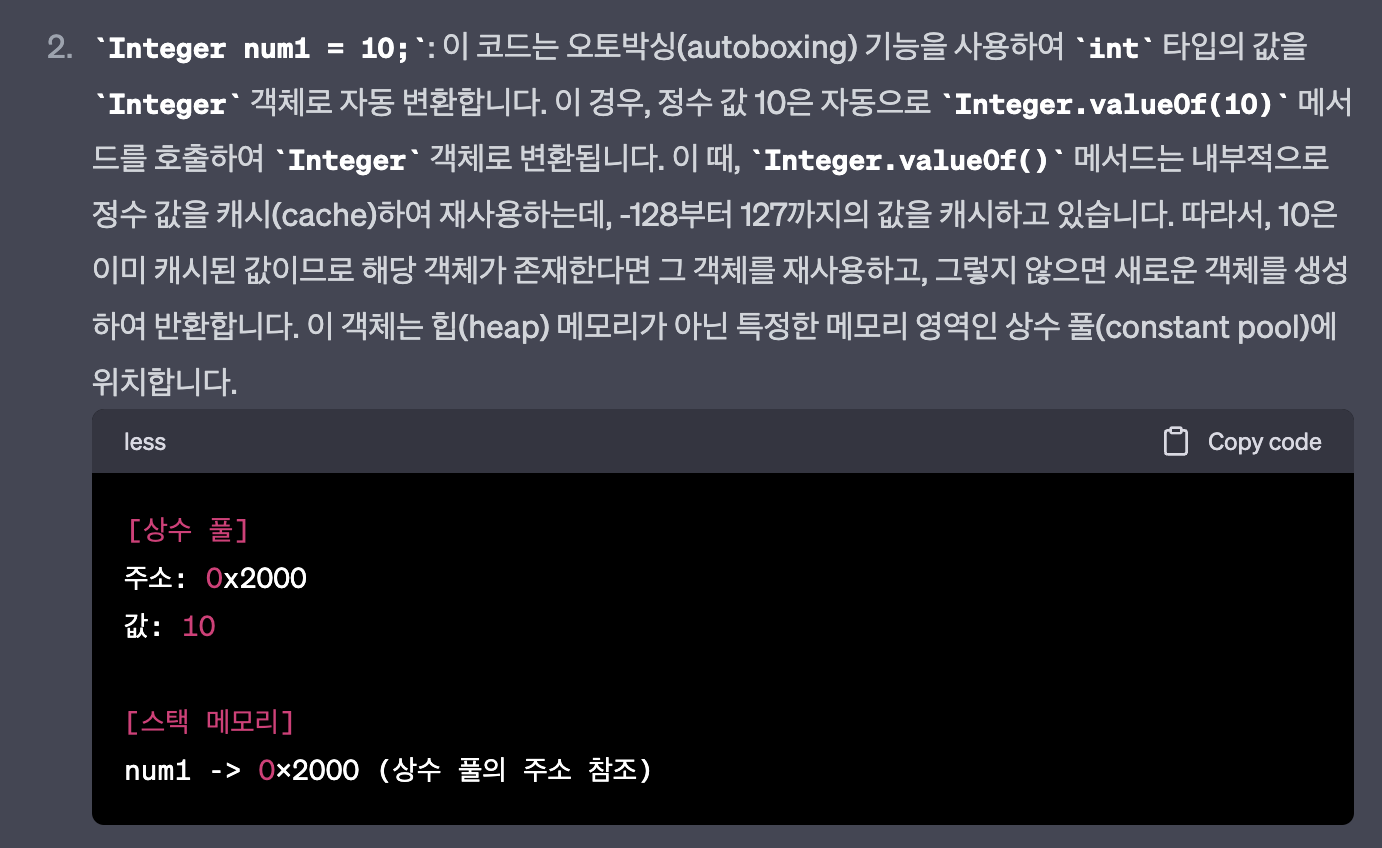 2. `Integer num1 = 10;`: 이 코드는 오토박싱(autoboxing) 기능을 사용하여 `int` 타입의 값을
`Integer` 객체로 자동 변환합니다. 이 경우, 정수 값 10은 자동으로 `Integer.valueOf(10)` 메서
드를 호출하여 `Integer` 객체로 변환됩니다. 이 때, `Integer.valueOf()` 메서드는 내부적으로
정수 값을 캐시(cache)하여 재사용하는데, -128부터 127까지의 값을 캐시하고 있습니다. 따라서, 10은
이미 캐시된 값이므로 해당 객체가 존재한다면 그 객체를 재사용하고, 그렇지 않으면 새로운 객체를 생성
하여 반환합니다. 이 객체는 힙(heap) 메모리가 아닌 특정한 메모리 영역인 상수 풀(constant pool)에
위치합니다.
less Copy code
[상수 풀]
주소: 0x2000
값: 10
[스택 메모리]
num1 -> 0×2000 (상수 풀의 주소 참조)